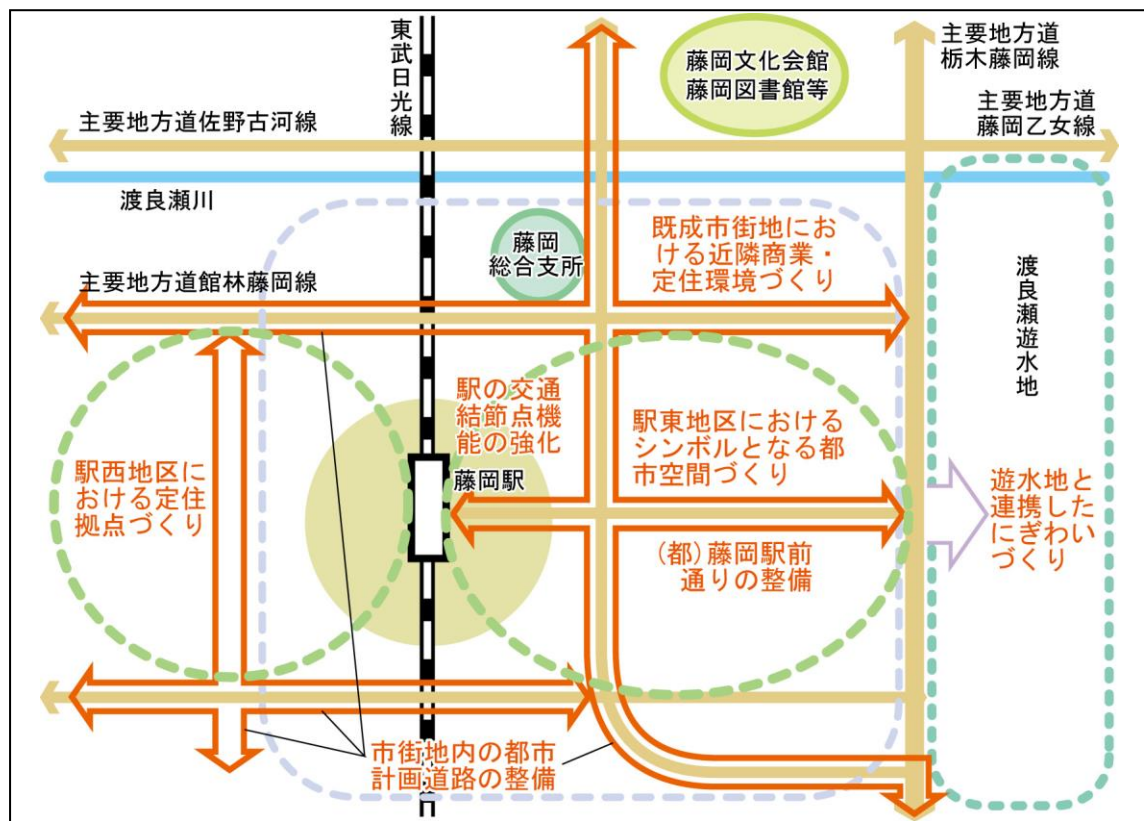 東武日光線
藤岡文化会館
藤岡図書館等
主要地方道
栃木藤岡線
主要地方道佐野古河線
主要地方道
藤岡乙女線
渡良瀬川
藤岡
総合支所
既成市街地にお
ける近隣商業・
定住環境づくり
主要地方道館林藤岡線
渡良瀬遊水地
駅の交通
結節点機
能の強化
駅東地区における
シンボルとなる都
市空間づくり
駅西地区に
おける定住
拠点づくり
藤岡駅
遊水地と
連携した
にぎわい
づくり
(都)藤岡駅前
通りの整備
市街地内の都市
計画道路の整備